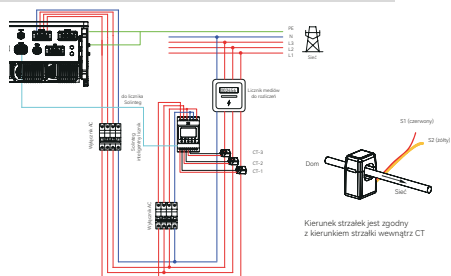 PE
N
L3
L2
L1
Sieć
do licznika
Solinteg
Licznik mediów
do rozliczeń
Wyłącznik AC
Solinteg
Inteligentny licznik
CT-3
CT-2
CT-1
Wyłącznik AC
S1 (czerwony)
S2 (żółty)
Dom
Sieć
Kierunek strzałek jest zgodny
z kierunkiem strzałki wewnątrz CT